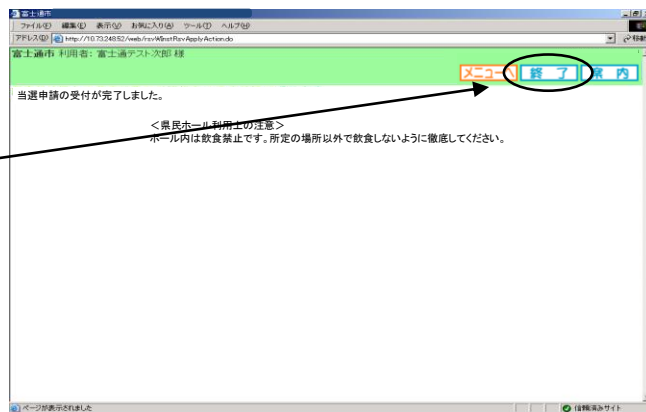 富士通市
ファイル(F) 編集(E) 表示(V) お気に入り(A) ツール(T) ヘルプ(H)
アドレス(D) http://10.73.248.52/web/rsvWInstRsvApplyAction.do 移動
富士通市 利用者: 富士通テスト次郎 様
メニューへ 終 了 案 内
当選申請の受付が完了しました。
<県民ホール利用上の注意>
ホール内は飲食禁止です。所定の場所以外で飲食しないように徹底してください。
ページが表示されました 信頼済みサイト